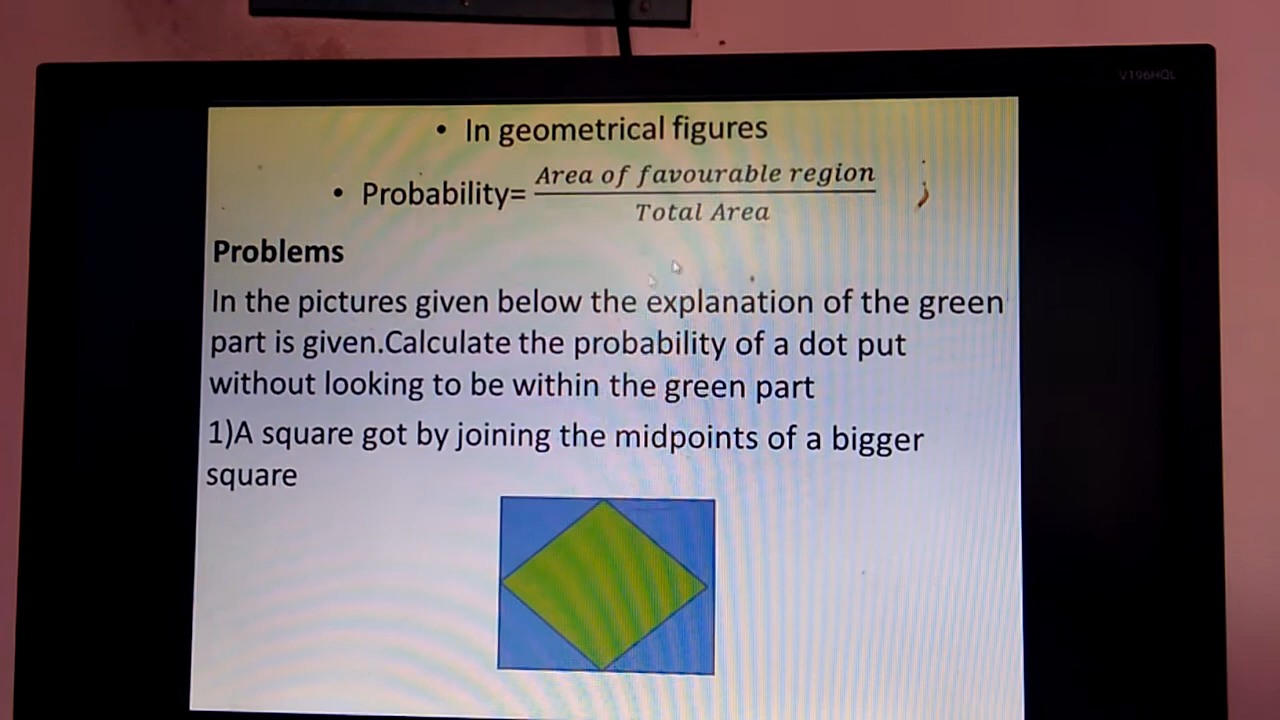 V196HQL
• In geometrical figures
• Probability= Area of favourable region
Total Area
;
Problems
In the pictures given below the explanation of the green
part is given.Calculate the probability of a dot put
without looking to be within the green part
1)A square got by joining the midpoints of a bigger
square